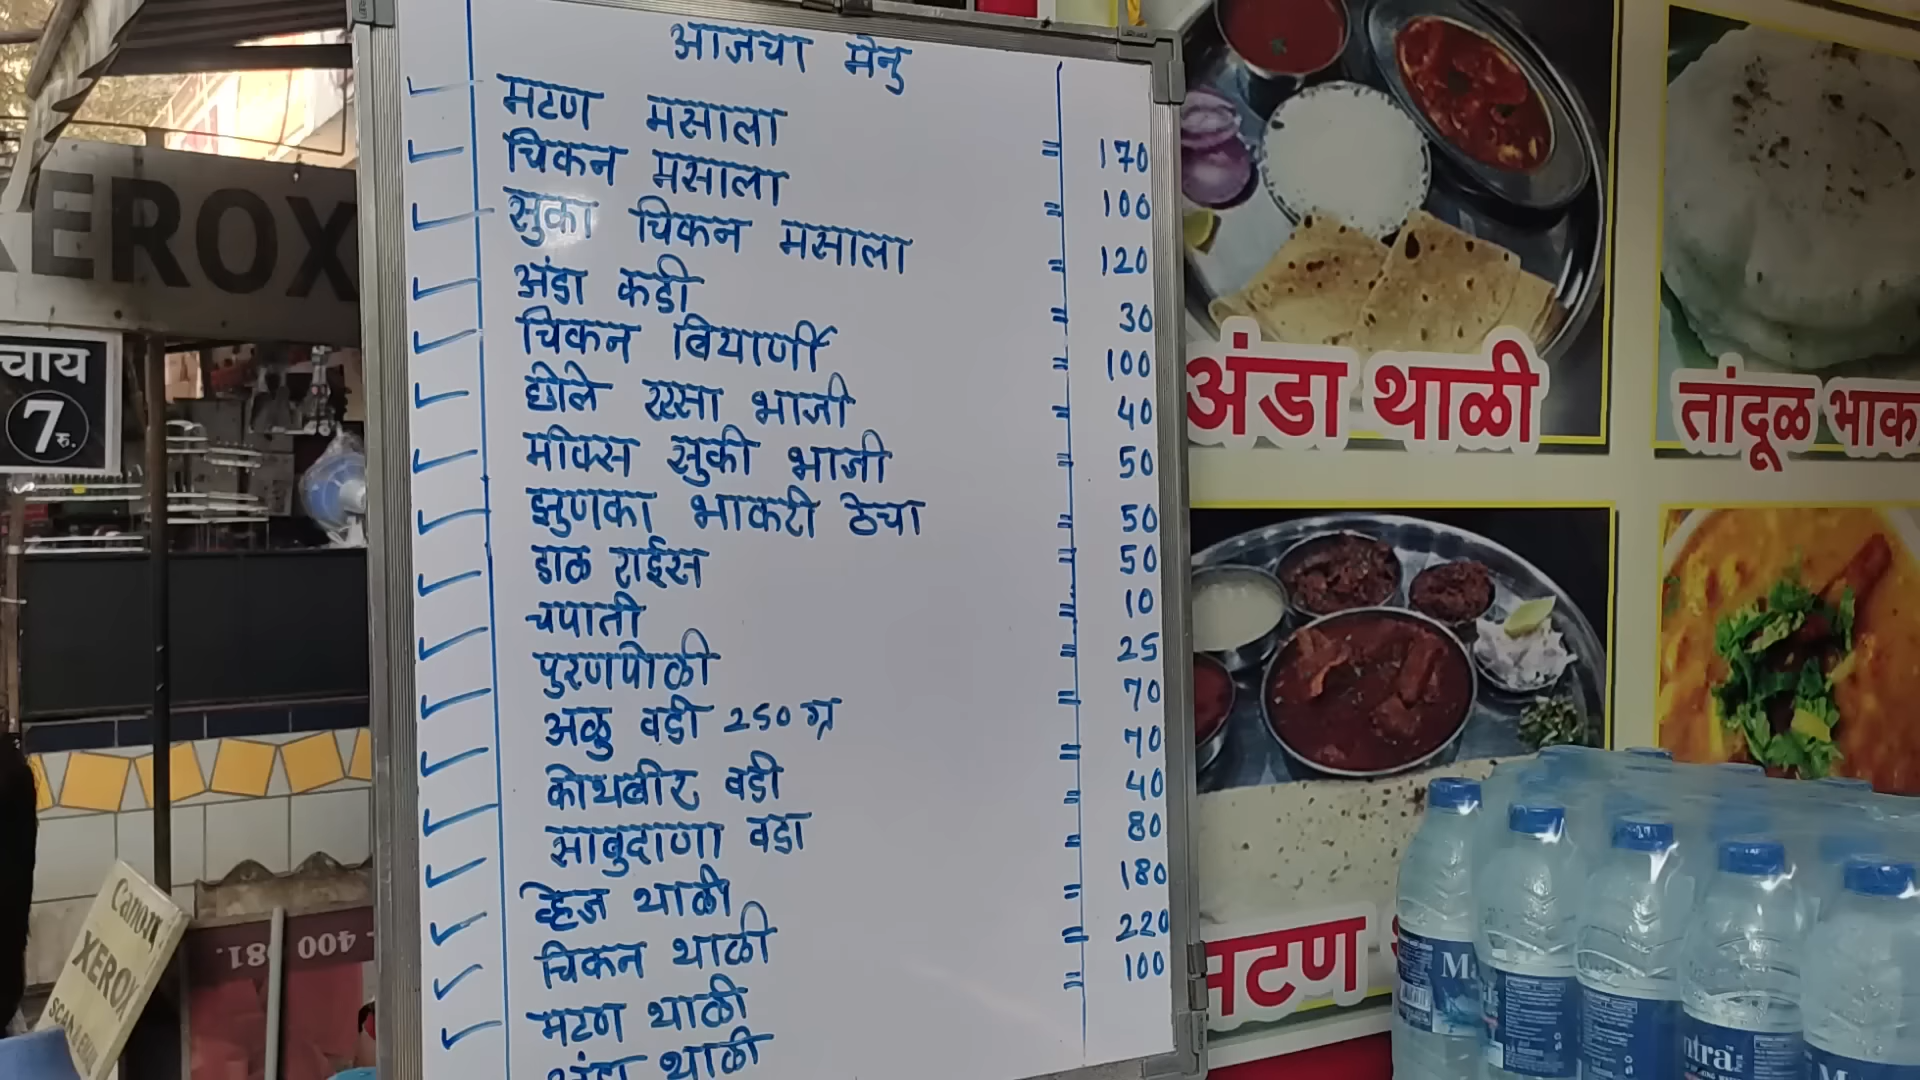 आजचा मेनु
मटण मसाला = 170
चिकन मसाला = 100
सुका चिकन मसाला = 120
अंडा कडी = 30
चिकन बियार्णी = 100
छोले रस्सा भाजी = 40
मीक्स सुकी भाजी = 50
झुणका भाकरी ठेचा = 50
डाळ राईस = 50
चपाती = 10
पुरणपोळी = 25
अळु वडी 250 ग्र = 70
कोथबीर वडी = 70
साबुदाणा वडा = 40
व्हेज थाळी = 80
चिकन थाळी = 180
मटण थाळी = 220
अंडा थाळी = 100
XEROX
चाय
7 रु.
Canon
XEROX
अंडा थाळी
तांदूळ भाक
मटण